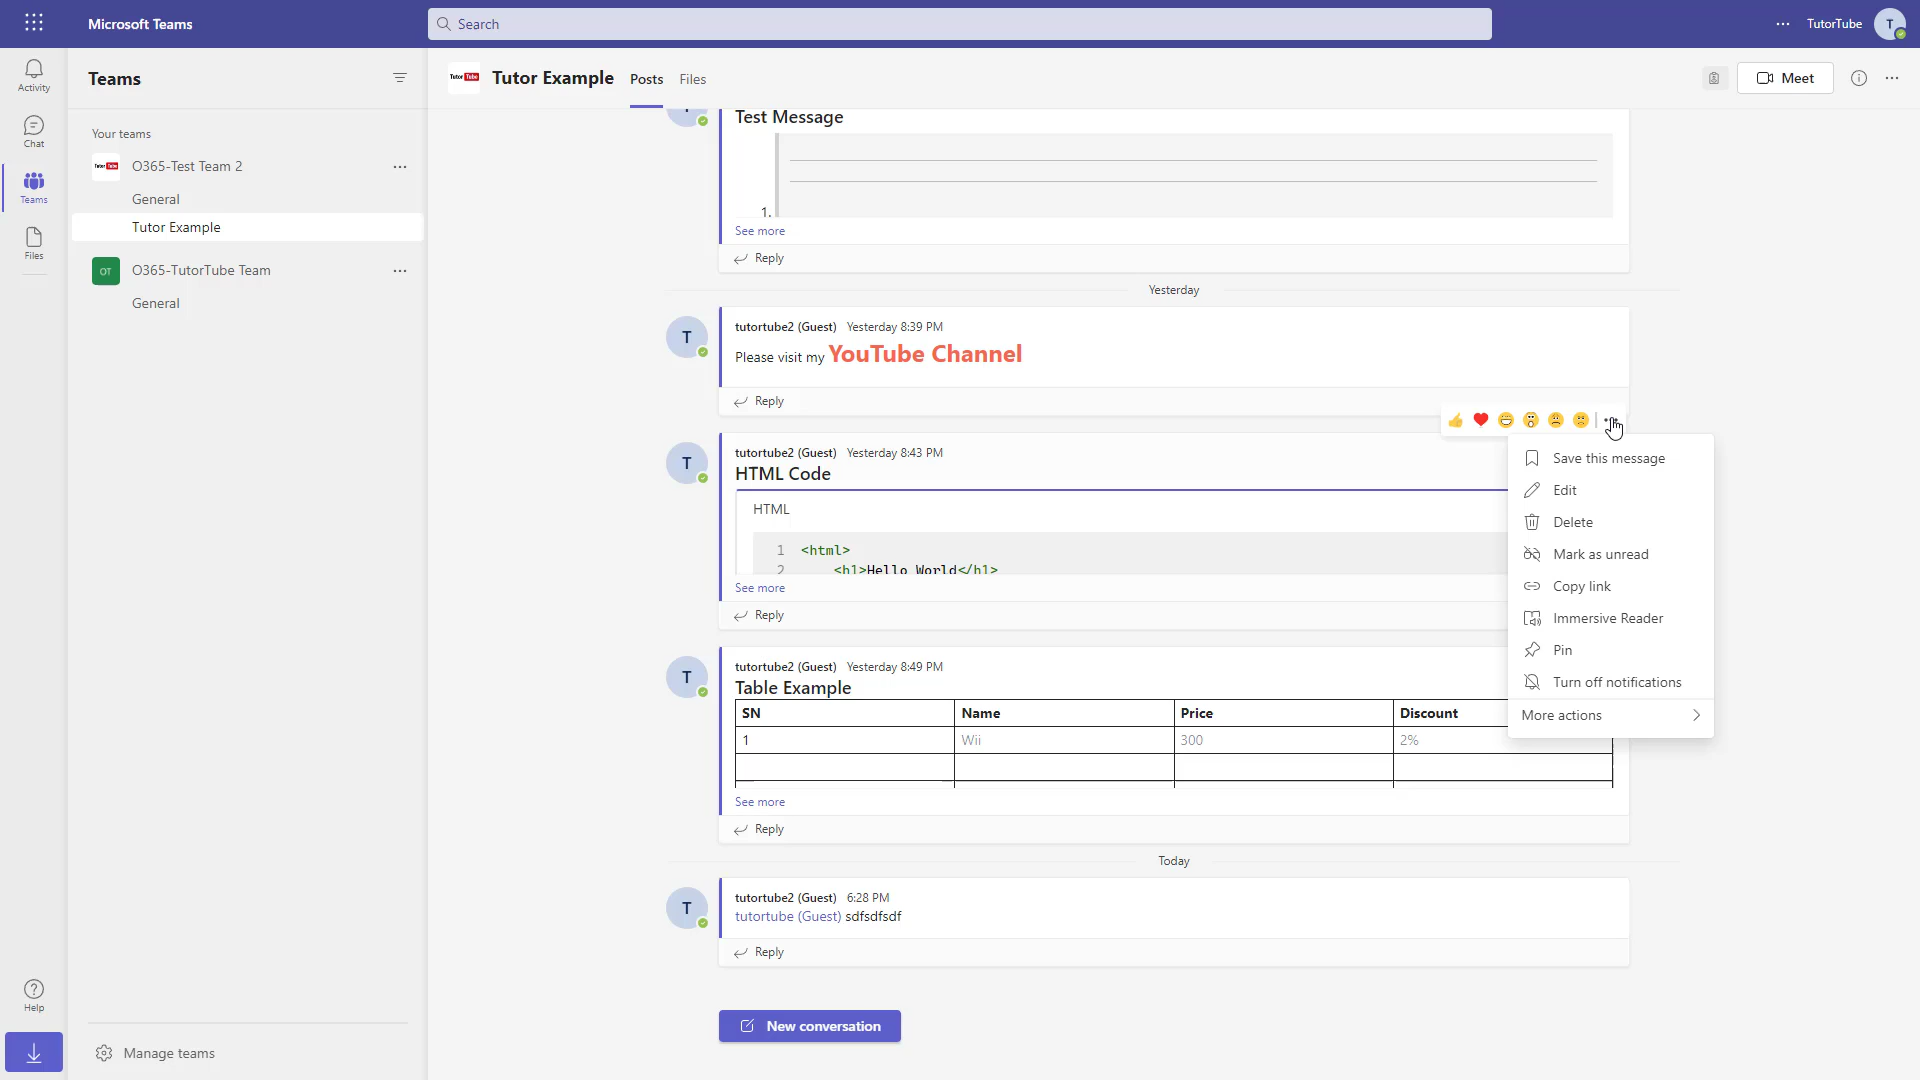 Microsoft Teams
Search
TutorTube
T
Activity
Chat
Teams
Files
Help
Teams
Your teams
Tutor Tube
O365-Test Team 2
General
Tutor Example
OT
O365-TutorTube Team
General
Manage teams
Tutor Tube
Tutor Example
Posts
Files
Meet
Test Message
1.
See more
Reply
Yesterday
T
tutortube2 (Guest) Yesterday 8:39 PM
Please visit my YouTube Channel
Reply
T
tutortube2 (Guest) Yesterday 8:43 PM
HTML Code
HTML
1 <html>
2 <h1>Hello World</h1>
See more
Reply
T
tutortube2 (Guest) Yesterday 8:49 PM
Table Example
SN Name Price Discount
1 Wii 300 2%
See more
Reply
Today
T
tutortube2 (Guest) 6:28 PM
tutortube (Guest) sdfsdfsdf
Reply
New conversation
Save this message
Edit
Delete
Mark as unread
Copy link
Immersive Reader
Pin
Turn off notifications
More actions